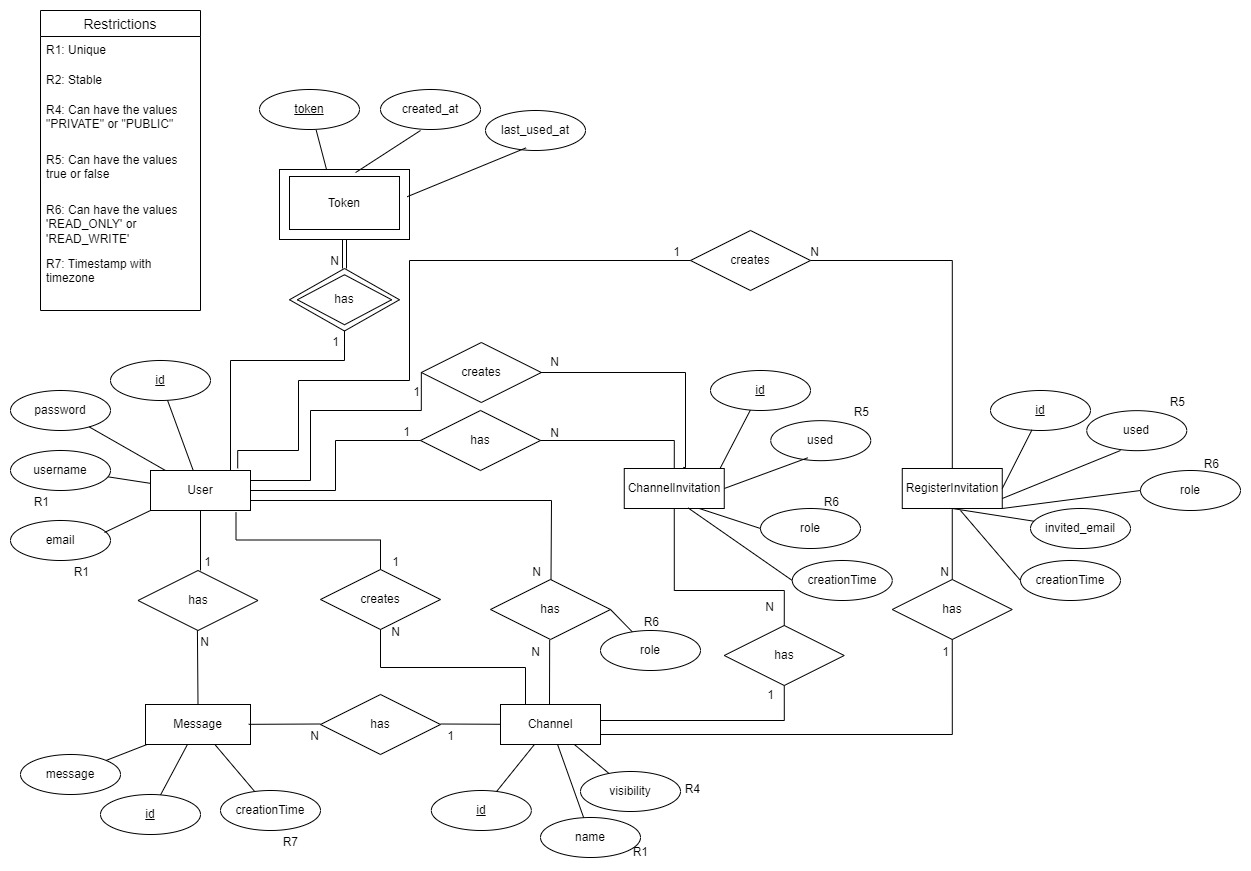 Restrictions
R1: Unique
R2: Stable
R4: Can have the values
"PRIVATE" or "PUBLIC"
R5: Can have the values
true or false
R6: Can have the values
'READ_ONLY' or
'READ_WRITE'
R7: Timestamp with
timezone
token
created_at
last_used_at
Token
N
has
1
1
creates
N
creates
N
1
id
password
username
R1
email
R1
User
1
has
N
id
used
R5
ChannelInvitation
role
R6
creationTime
id
used
R5
RegisterInvitation
role
R6
invited_email
creationTime
1
has
N
1
creates
N
N
has
N
role
R6
N
has
1
N
has
1
Message
N
has
1
Channel
message
id
creationTime
R7
id
name
R1
visibility
R4